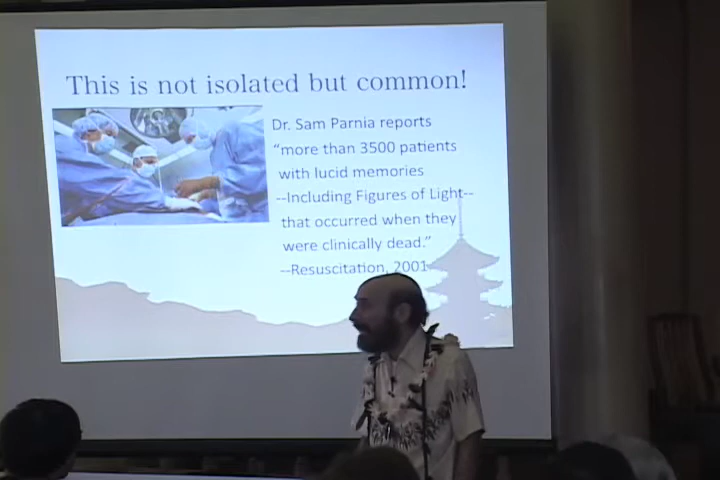 This is not isolated but common!
Dr. Sam Parnia reports
“more than 3500 patients
with lucid memories
--Including Figures of Light--
that occurred when they
were clinically dead.”
--Resuscitation, 2001